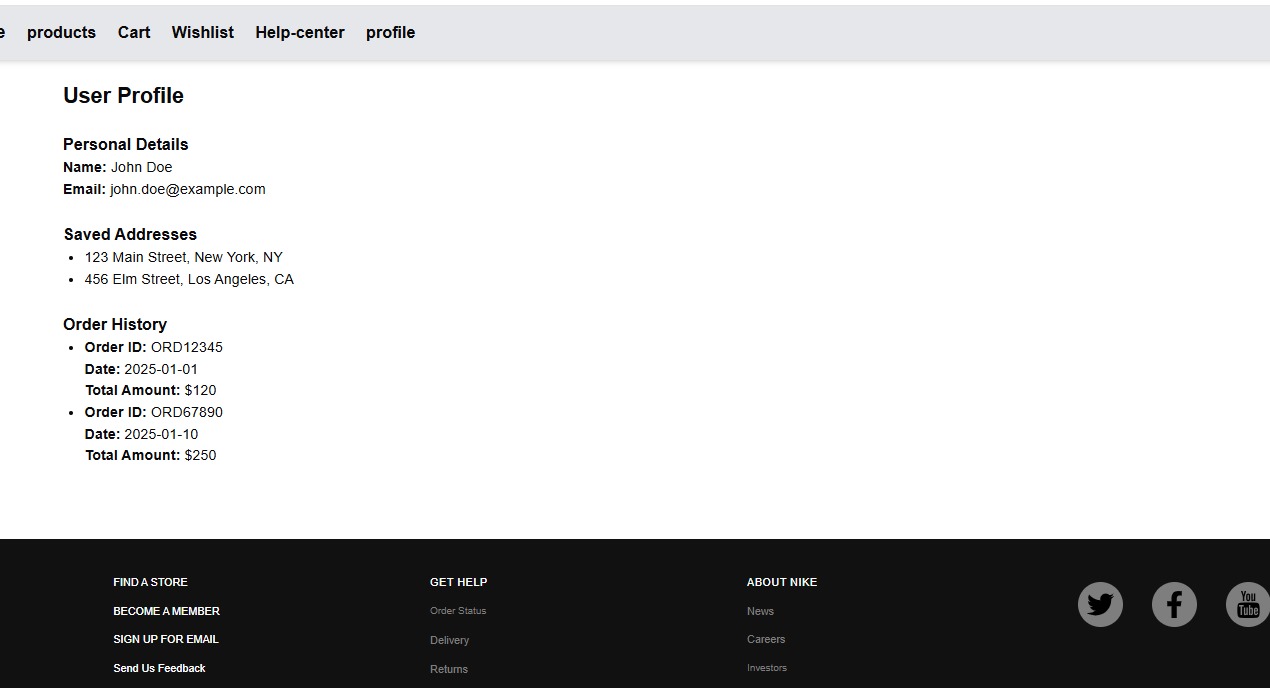 e products Cart Wishlist Help-center profile
User Profile
Personal Details
Name: John Doe
Email: john.doe@example.com
Saved Addresses
• 123 Main Street, New York, NY
• 456 Elm Street, Los Angeles, CA
Order History
• Order ID: ORD12345
Date: 2025-01-01
Total Amount: $120
• Order ID: ORD67890
Date: 2025-01-10
Total Amount: $250
FIND A STORE
BECOME A MEMBER
SIGN UP FOR EMAIL
Send Us Feedback
GET HELP
Order Status
Delivery
Returns
ABOUT NIKE
News
Careers
Investors
You
Tube